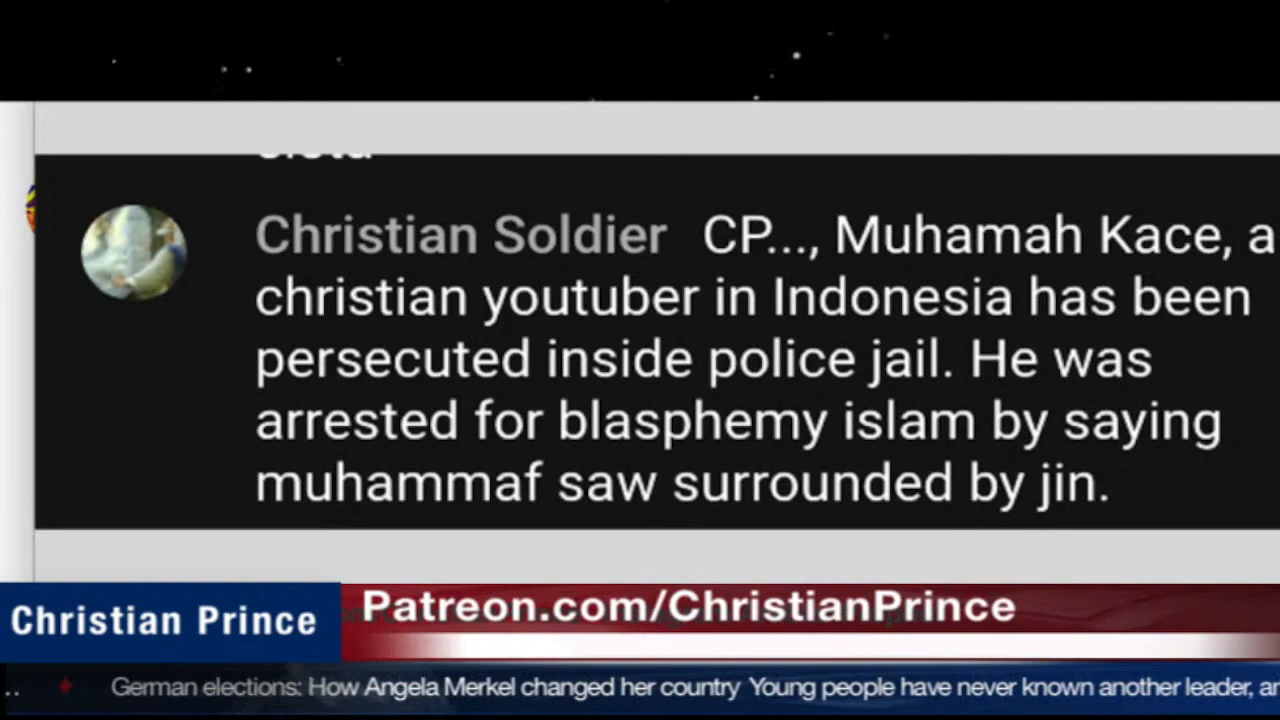 Christian Soldier CP..., Muhamah Kace, a
christian youtuber in Indonesia has been
persecuted inside police jail. He was
arrested for blasphemy islam by saying
muhammaf saw surrounded by jin.
Patreon.com/ChristianPrince
Christian Prince
.. German elections: How Angela Merkel changed her country Young people have never known another leader, an